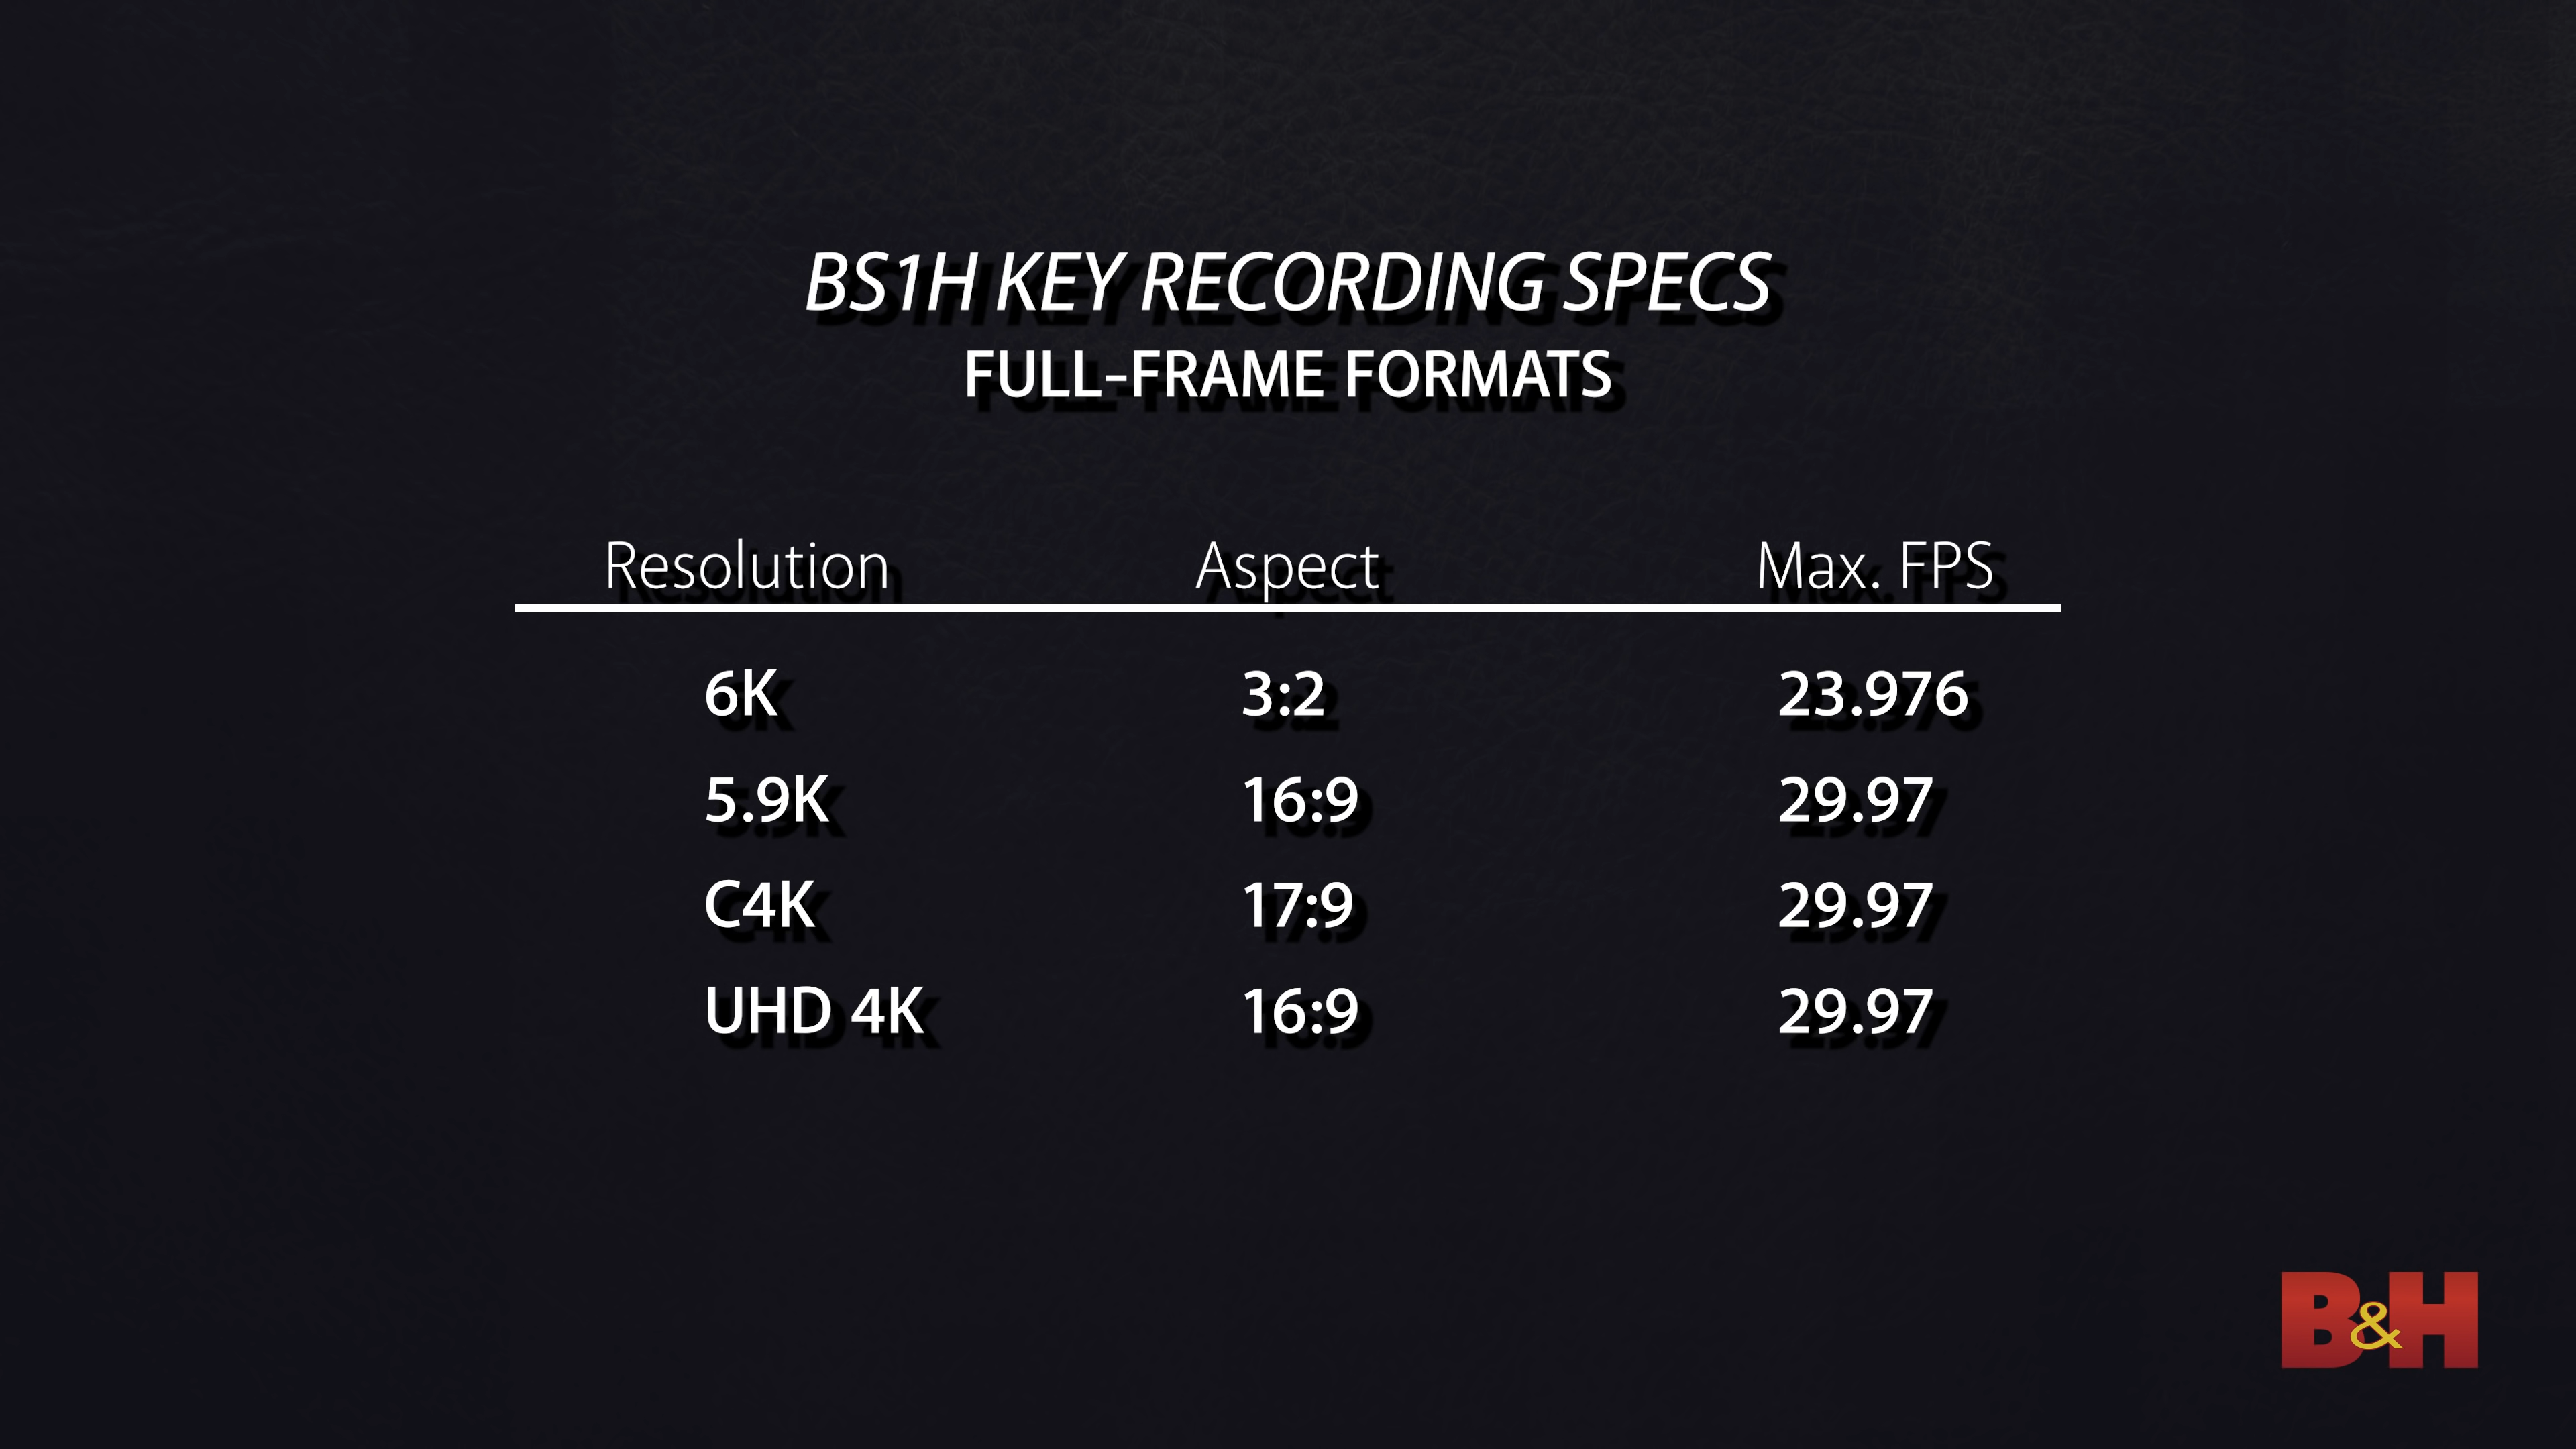 BS1H KEY RECORDING SPECS
FULL-FRAME FORMATS
Resolution Aspect Max. FPS
6K 3:2 23.976
5.9K 16:9 29.97
C4K 17:9 29.97
UHD 4K 16:9 29.97
B&H